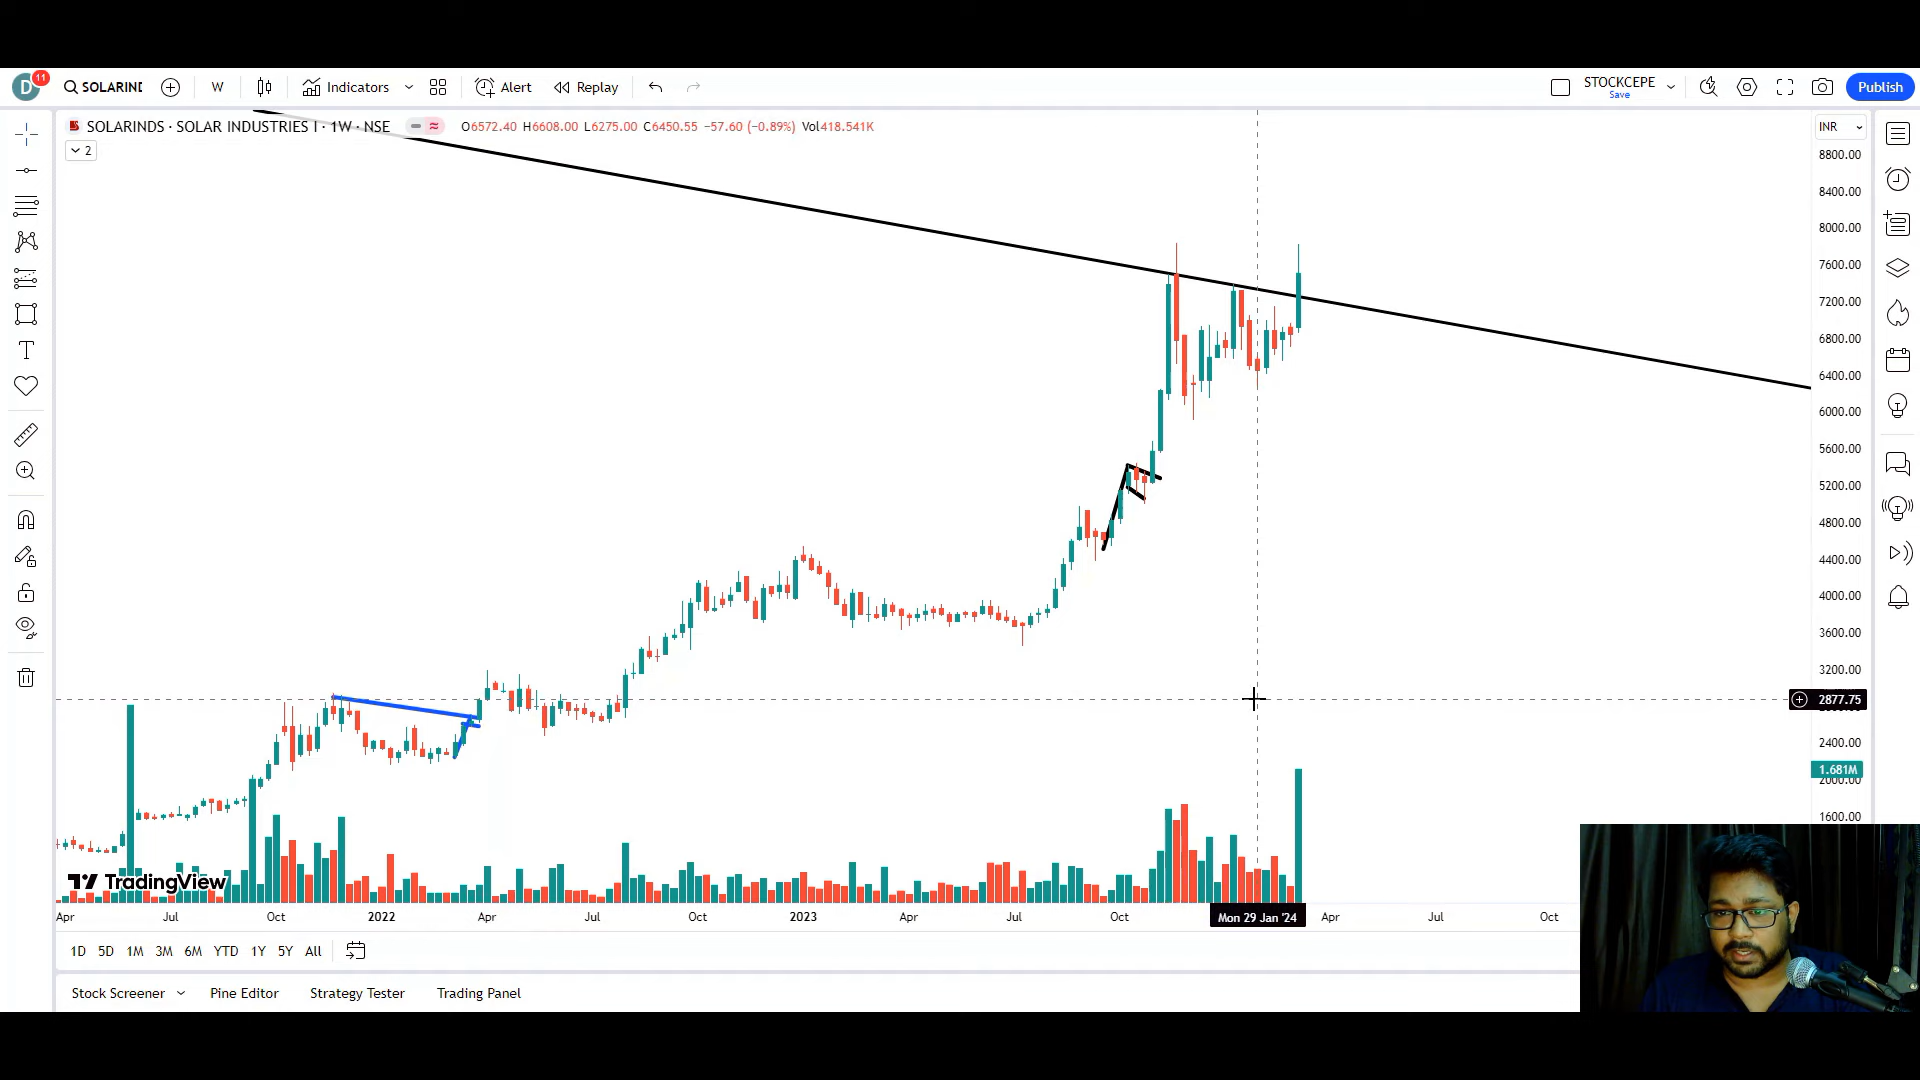 D 11 SOLARIND W Indicators Alert Replay STOCKCEPE Save Publish
SOLARINDS · SOLAR INDUSTRIES I · 1W · NSE O6572.40 H6608.00 L6275.00 C6450.55 −57.60 (−0.89%) Vol418.541K INR
2
8800.00
8400.00
8000.00
7600.00
7200.00
6800.00
6400.00
6000.00
5600.00
5200.00
4800.00
4400.00
4000.00
3600.00
3200.00
2877.75
2400.00
1.681M
2000.00
1600.00
TradingView
Apr Jul Oct 2022 Apr Jul Oct 2023 Apr Jul Oct Mon 29 Jan '24 Apr Jul Oct
1D 5D 1M 3M 6M YTD 1Y 5Y All
Stock Screener Pine Editor Strategy Tester Trading Panel